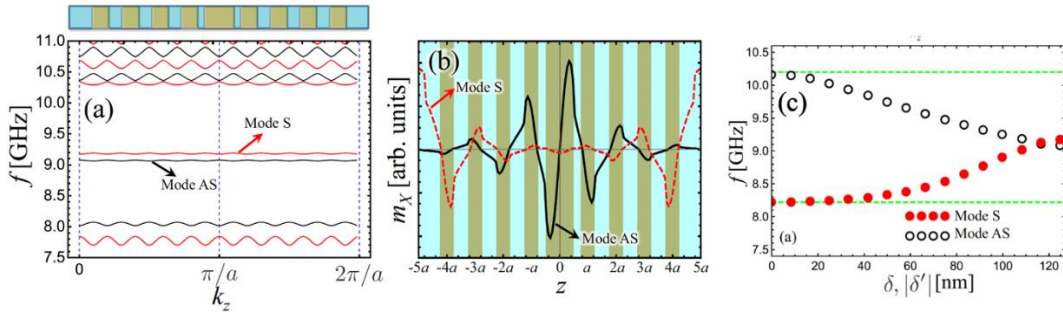 11.0
10.5
10.0
9.5
9.0
8.5
8.0
7.5
f [GHz]
(a)
Mode S
Mode AS
0
π/a
2π/a
k_z
(b)
Mode S
Mode AS
m_X [arb. units]
-5a -4a -3a -2a -a 0 a 2a 3a 4a 5a
z
10.5
10.0
9.5
9.0
8.5
8.0
7.5
f [GHz]
(c)
(a)
Mode S
Mode AS
0 20 40 60 80 100 120
δ, |δ′| [nm]